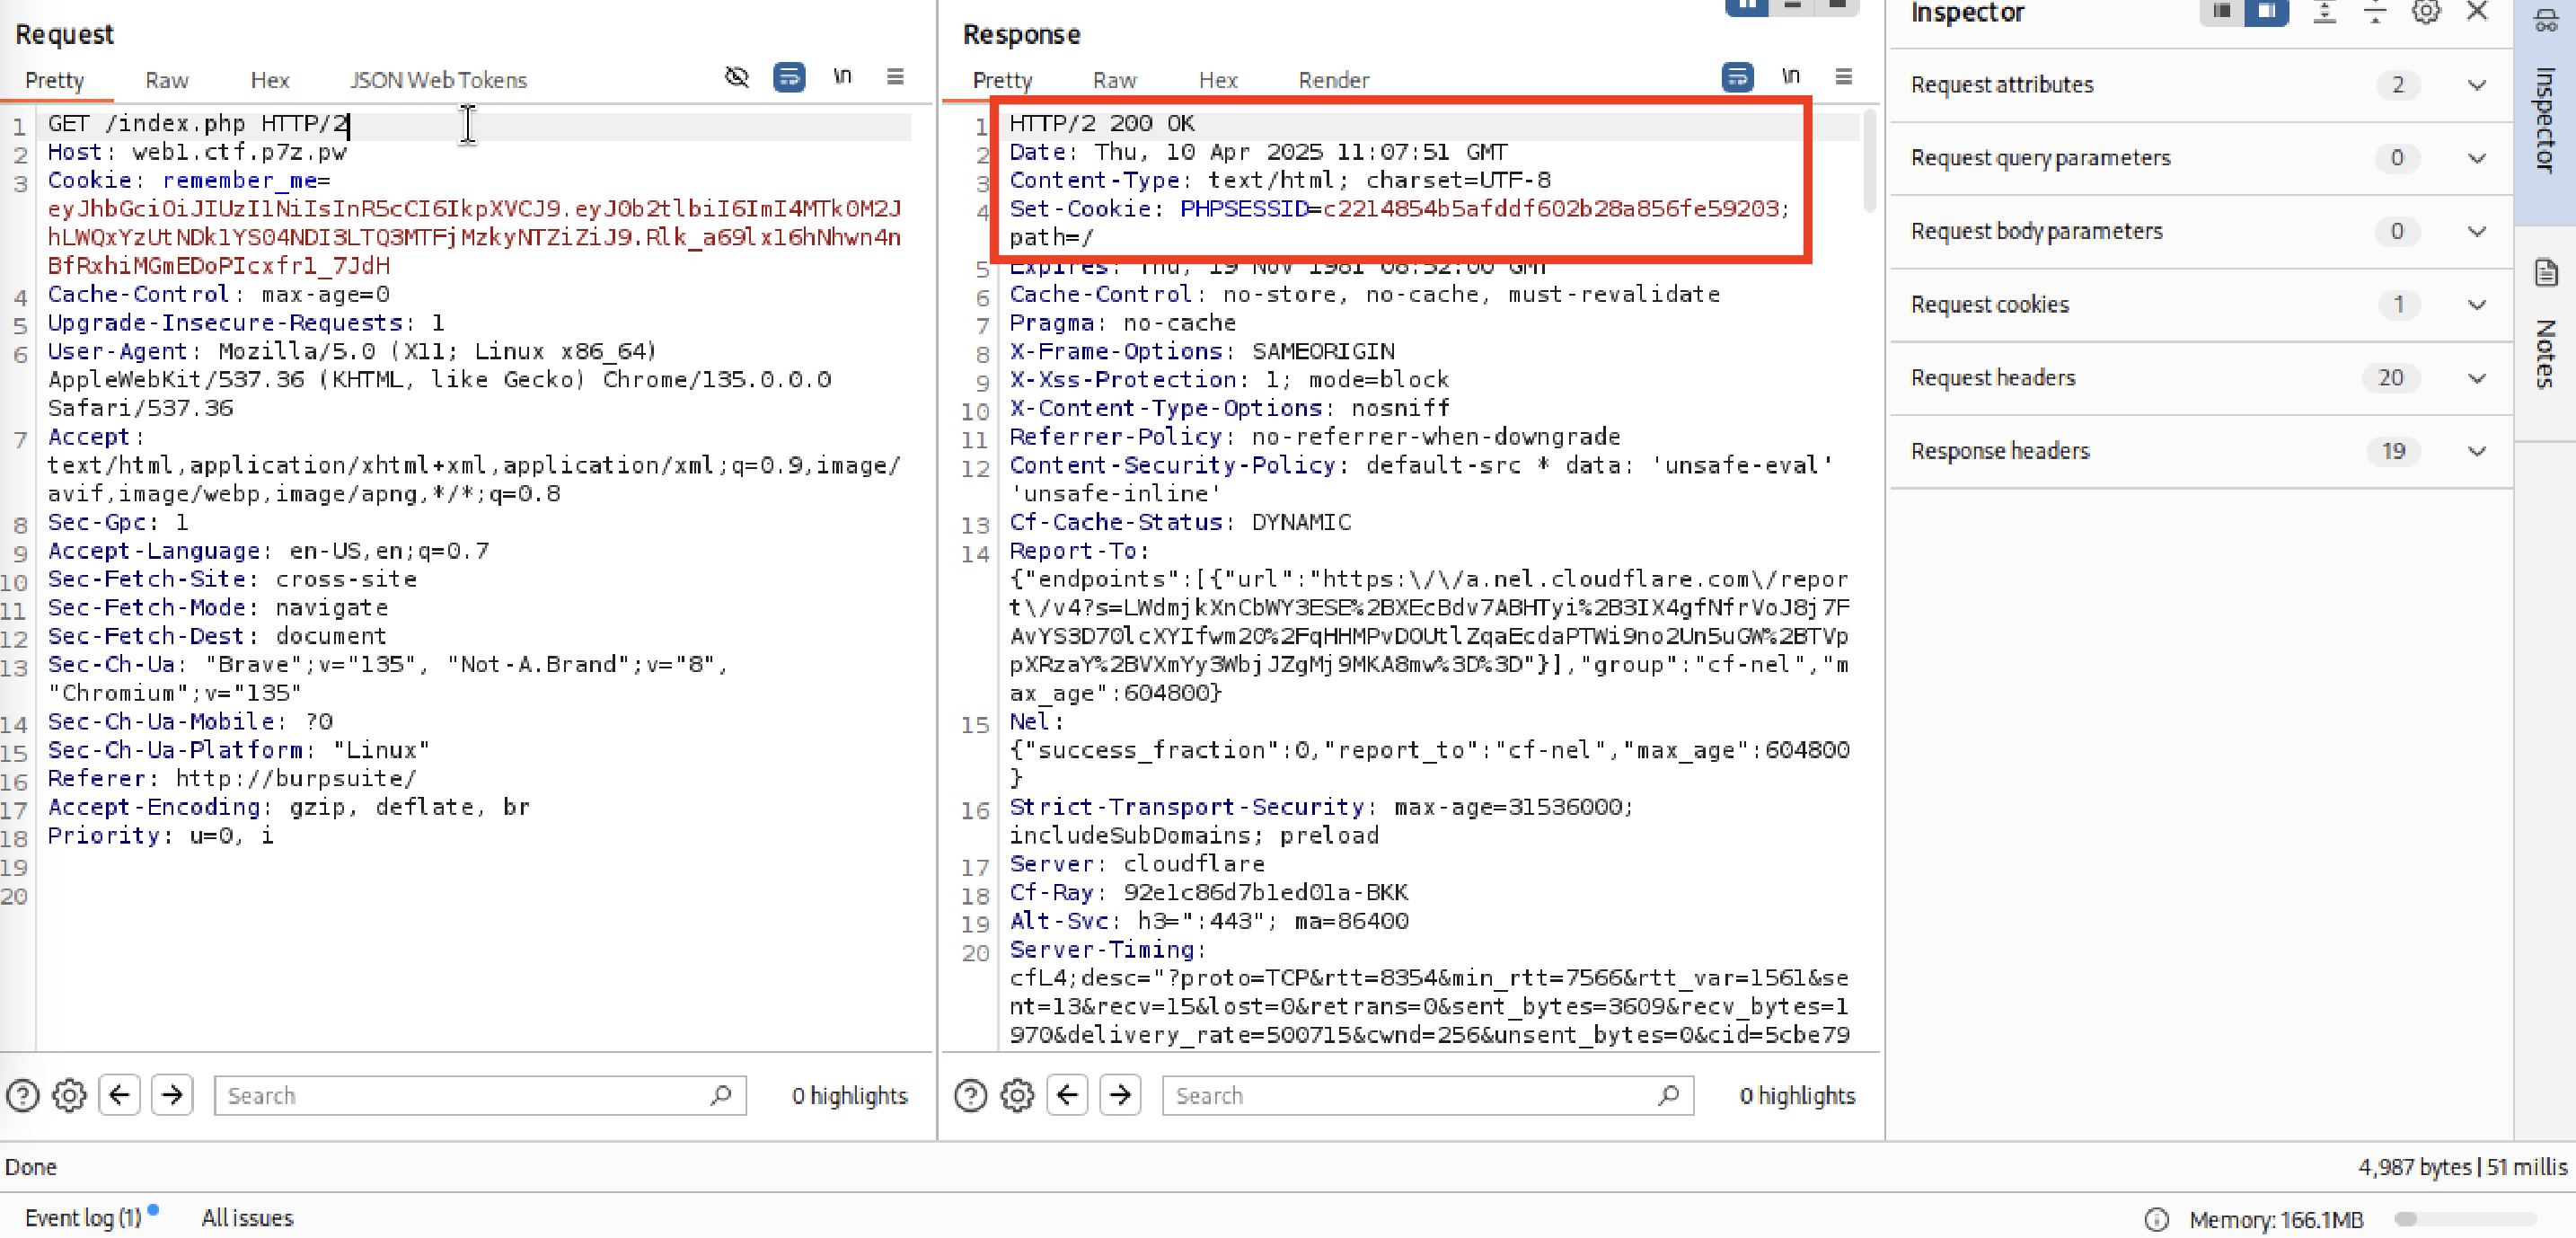 Request
Pretty Raw Hex JSON Web Tokens \n
1 GET /index.php HTTP/2
2 Host: web1.ctf.p7z.pw
3 Cookie: remember_me=
eyJhbGciOiJIUzI1NiIsInR5cCI6IkpXVCJ9.eyJ0b2tlbiI6ImI4MTk0M2J
hLWQxYzUtNDk1YS04NDI3LTQ3MTFjMzkyNTZiZiJ9.Rlk_a69lx16hNhwn4n
BfRxhiMGmEDoPIcxfrl_7JdH
4 Cache-Control: max-age=0
5 Upgrade-Insecure-Requests: 1
6 User-Agent: Mozilla/5.0 (X11; Linux x86_64)
AppleWebKit/537.36 (KHTML, like Gecko) Chrome/135.0.0.0
Safari/537.36
7 Accept:
text/html,application/xhtml+xml,application/xml;q=0.9,image/
avif,image/webp,image/apng,*/*;q=0.8
8 Sec-Gpc: 1
9 Accept-Language: en-US,en;q=0.7
10 Sec-Fetch-Site: cross-site
11 Sec-Fetch-Mode: navigate
12 Sec-Fetch-Dest: document
13 Sec-Ch-Ua: "Brave";v="135", "Not-A.Brand";v="8",
"Chromium";v="135"
14 Sec-Ch-Ua-Mobile: ?0
15 Sec-Ch-Ua-Platform: "Linux"
16 Referer: http://burpsuite/
17 Accept-Encoding: gzip, deflate, br
18 Priority: u=0, i
19
20
Search 0 highlights
Response
Pretty Raw Hex Render \n
1 HTTP/2 200 OK
2 Date: Thu, 10 Apr 2025 11:07:51 GMT
3 Content-Type: text/html; charset=UTF-8
4 Set-Cookie: PHPSESSID=c2214854b5afddf602b28a856fe59203;
path=/
5 Expires: Thu, 19 Nov 1981 08:52:00 GMT
6 Cache-Control: no-store, no-cache, must-revalidate
7 Pragma: no-cache
8 X-Frame-Options: SAMEORIGIN
9 X-Xss-Protection: 1; mode=block
10 X-Content-Type-Options: nosniff
11 Referrer-Policy: no-referrer-when-downgrade
12 Content-Security-Policy: default-src * data: 'unsafe-eval'
'unsafe-inline'
13 Cf-Cache-Status: DYNAMIC
14 Report-To:
{"endpoints":[{"url":"https:\/\/a.nel.cloudflare.com\/repor
t\/v4?s=LWdmjkXnCbWY3ESE%2BXEcBdv7ABHTyi%2B3IX4gfNfrVoJ8j7F
AvYS3D70lcXYIfwm20%2FqHHMPvDOUtlZqaEcdaPTWi9no2Un5uGW%2BTVp
pXRzaY%2BVXmYy3WbjJZgMj9MKA8mw%3D%3D"}],"group":"cf-nel","m
ax_age":604800}
15 Nel:
{"success_fraction":0,"report_to":"cf-nel","max_age":604800
}
16 Strict-Transport-Security: max-age=31536000;
includeSubDomains; preload
17 Server: cloudflare
18 Cf-Ray: 92e1c86d7b1ed01a-BKK
19 Alt-Svc: h3=":443"; ma=86400
20 Server-Timing:
cfL4;desc="?proto=TCP&rtt=8354&min_rtt=7566&rtt_var=1561&se
nt=13&recv=15&lost=0&retrans=0&sent_bytes=3609&recv_bytes=1
970&delivery_rate=500715&cwnd=256&unsent_bytes=0&cid=5cbe79
Search 0 highlights
Inspector
Request attributes 2
Request query parameters 0
Request body parameters 0
Request cookies 1
Request headers 20
Response headers 19
Inspector
Notes
Done
4,987 bytes | 51 millis
Event log (1) All issues
Memory: 166.1MB